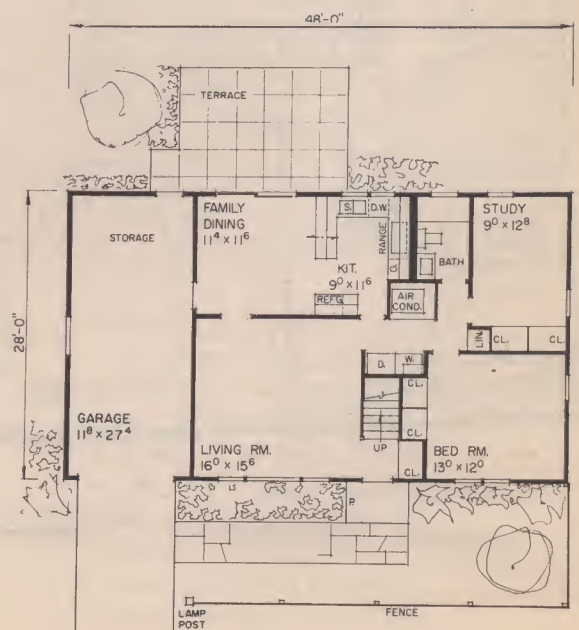 48'-0"
TERRACE
28'-0"
STORAGE
FAMILY
DINING
11⁴ x 11⁶
S.
D.W.
RANGE
O.
KIT.
9⁰ x 11⁶
REFG.
BATH
STUDY
9⁰ x 12⁸
AIR
COND.
LIN.
CL.
CL.
D.
W.
CL.
CL.
CL.
UP
GARAGE
11⁸ x 27⁴
LIVING RM.
16⁰ x 15⁶
BED RM.
13⁰ x 12⁰
P.
LAMP
POST
FENCE